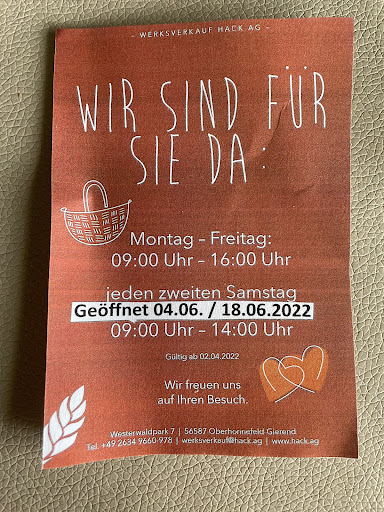 – WERKSVERKAUF HACK AG –
WIR SIND FÜR
SIE DA:
Montag – Freitag:
09:00 Uhr – 16:00 Uhr
jeden zweiten Samstag
Geöffnet 04.06. / 18.06.2022
09:00 Uhr – 14:00 Uhr
Gültig ab 02.04.2022
Wir freuen uns
auf Ihren Besuch.
Westerwaldpark 7 | 56587 Oberhonnefeld Gierend
Tel. +49 2634 9660-978 | werksverkauf@hack.ag | www.hack.ag